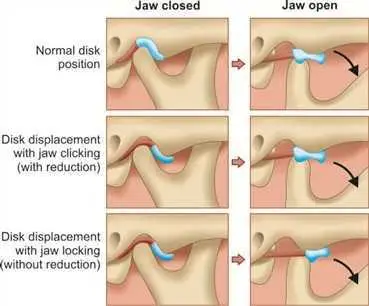 Jaw closed
Jaw open
Normal disk
position
Disk displacement
with jaw clicking
(with reduction)
Disk displacement
with jaw locking
(without reduction)